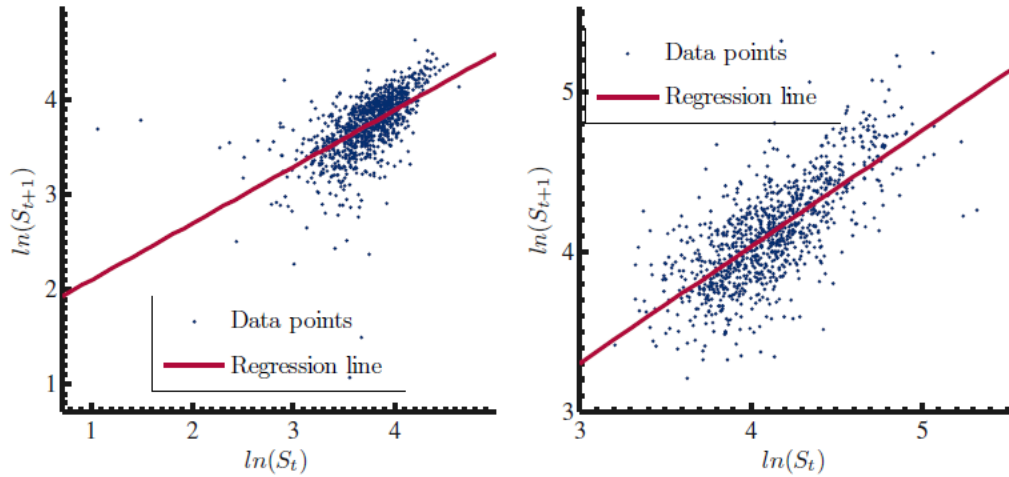 4
3
2
1
ln(S_{t+1})
Data points
Regression line
1
2
3
4
ln(S_t)
Data points
Regression line
5
4
3
ln(S_{t+1})
3
4
5
ln(S_t)